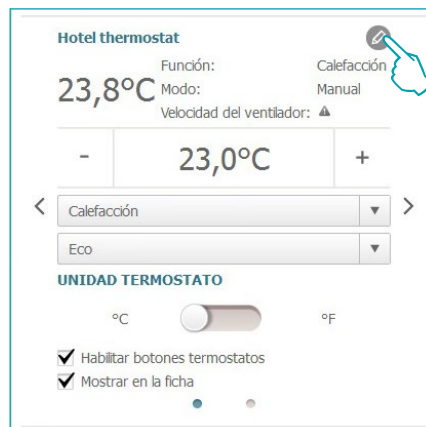 Hotel thermostat
23,8°C
Función: Calefacción
Modo: Manual
Velocidad del ventilador:
- 23,0°C +
Calefacción
Eco
UNIDAD TERMOSTATO
°C °F
Habilitar botones termostatos
Mostrar en la ficha